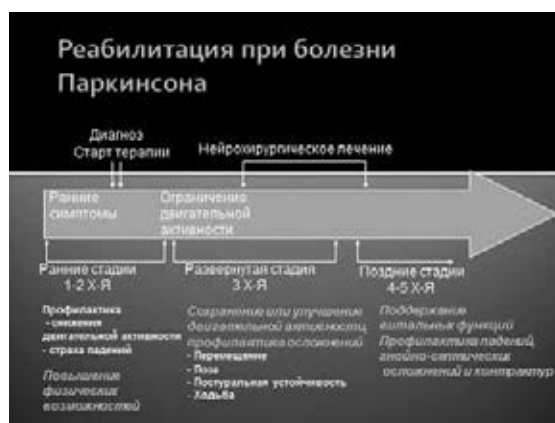 Реабилитация при болезни
Паркинсона
Диагноз
Старт терапии
Нейрохирургическое лечение
Ранние
симптомы
Ограничение
двигательной
активности
Ранние стадии
1-2 Х-Я
Развернутая стадия
3 Х-Я
Поздние стадии
4-5 Х-Я
Профилактика
- снижения
двигательной активности
- страха падений
Повышение
физических
возможностей
Сохранение или улучшение
двигательной активности,
профилактика осложнений
- Перемещение
- Поза
- Постуральная устойчивость
- Ходьба
Поддержание
витальных функций
Профилактика падений,
гнойно-септических
осложнений и контрактур